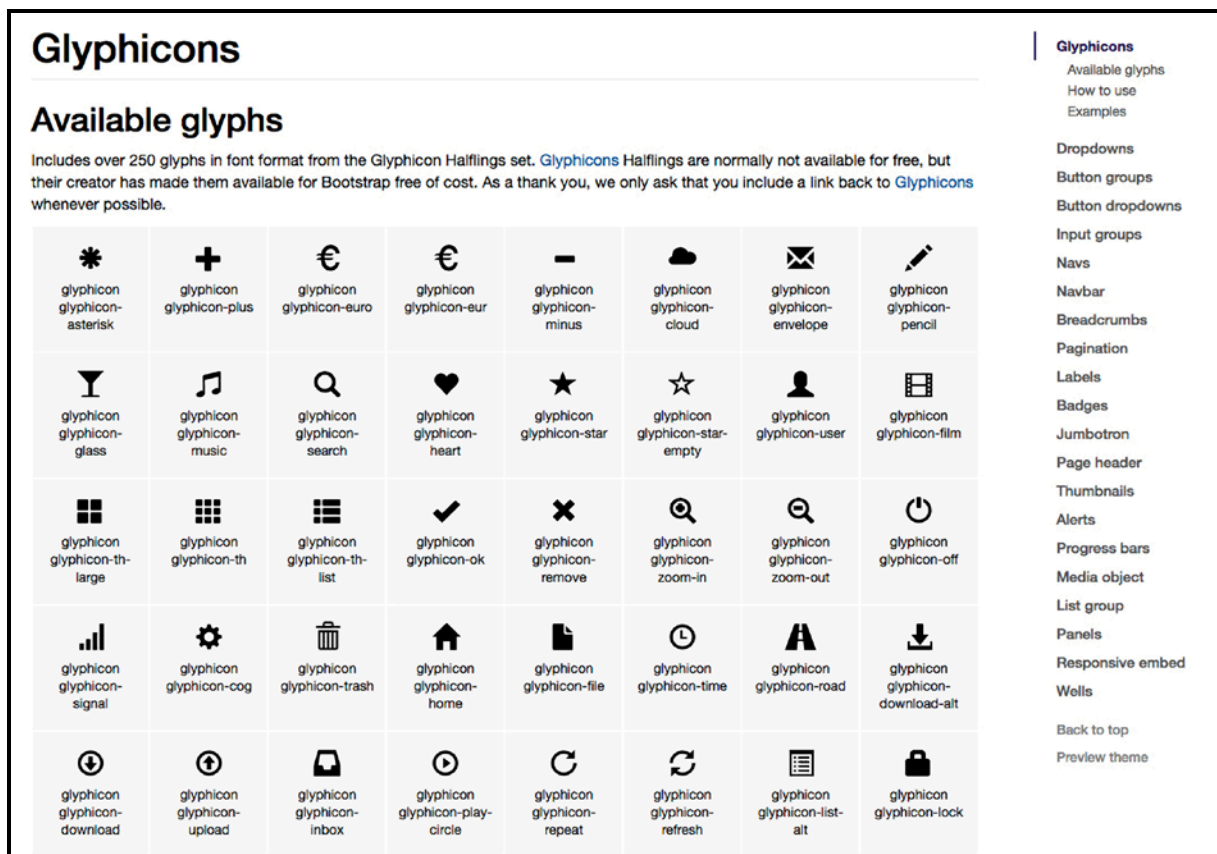 Glyphicons
Available glyphs
Includes over 250 glyphs in font format from the Glyphicon Halflings set. Glyphicons Halflings are normally not available for free, but
their creator has made them available for Bootstrap free of cost. As a thank you, we only ask that you include a link back to Glyphicons
whenever possible.
glyphicon
glyphicon-
asterisk
glyphicon
glyphicon-plus
glyphicon
glyphicon-euro
glyphicon
glyphicon-eur
glyphicon
glyphicon-
minus
glyphicon
glyphicon-
cloud
glyphicon
glyphicon-
envelope
glyphicon
glyphicon-
pencil
glyphicon
glyphicon-
glass
glyphicon
glyphicon-
music
glyphicon
glyphicon-
search
glyphicon
glyphicon-
heart
glyphicon
glyphicon-star
glyphicon
glyphicon-star-
empty
glyphicon
glyphicon-user
glyphicon
glyphicon-film
glyphicon
glyphicon-th-
large
glyphicon
glyphicon-th
glyphicon
glyphicon-th-
list
glyphicon
glyphicon-ok
glyphicon
glyphicon-
remove
glyphicon
glyphicon-
zoom-in
glyphicon
glyphicon-
zoom-out
glyphicon
glyphicon-off
glyphicon
glyphicon-
signal
glyphicon
glyphicon-cog
glyphicon
glyphicon-trash
glyphicon
glyphicon-
home
glyphicon
glyphicon-file
glyphicon
glyphicon-time
glyphicon
glyphicon-road
glyphicon
glyphicon-
download-alt
glyphicon
glyphicon-
download
glyphicon
glyphicon-
upload
glyphicon
glyphicon-
inbox
glyphicon
glyphicon-play-
circle
glyphicon
glyphicon-
repeat
glyphicon
glyphicon-
refresh
glyphicon
glyphicon-list-
alt
glyphicon
glyphicon-lock
Glyphicons
Available glyphs
How to use
Examples
Dropdowns
Button groups
Button dropdowns
Input groups
Navs
Navbar
Breadcrumbs
Pagination
Labels
Badges
Jumbotron
Page header
Thumbnails
Alerts
Progress bars
Media object
List group
Panels
Responsive embed
Wells
Back to top
Preview theme